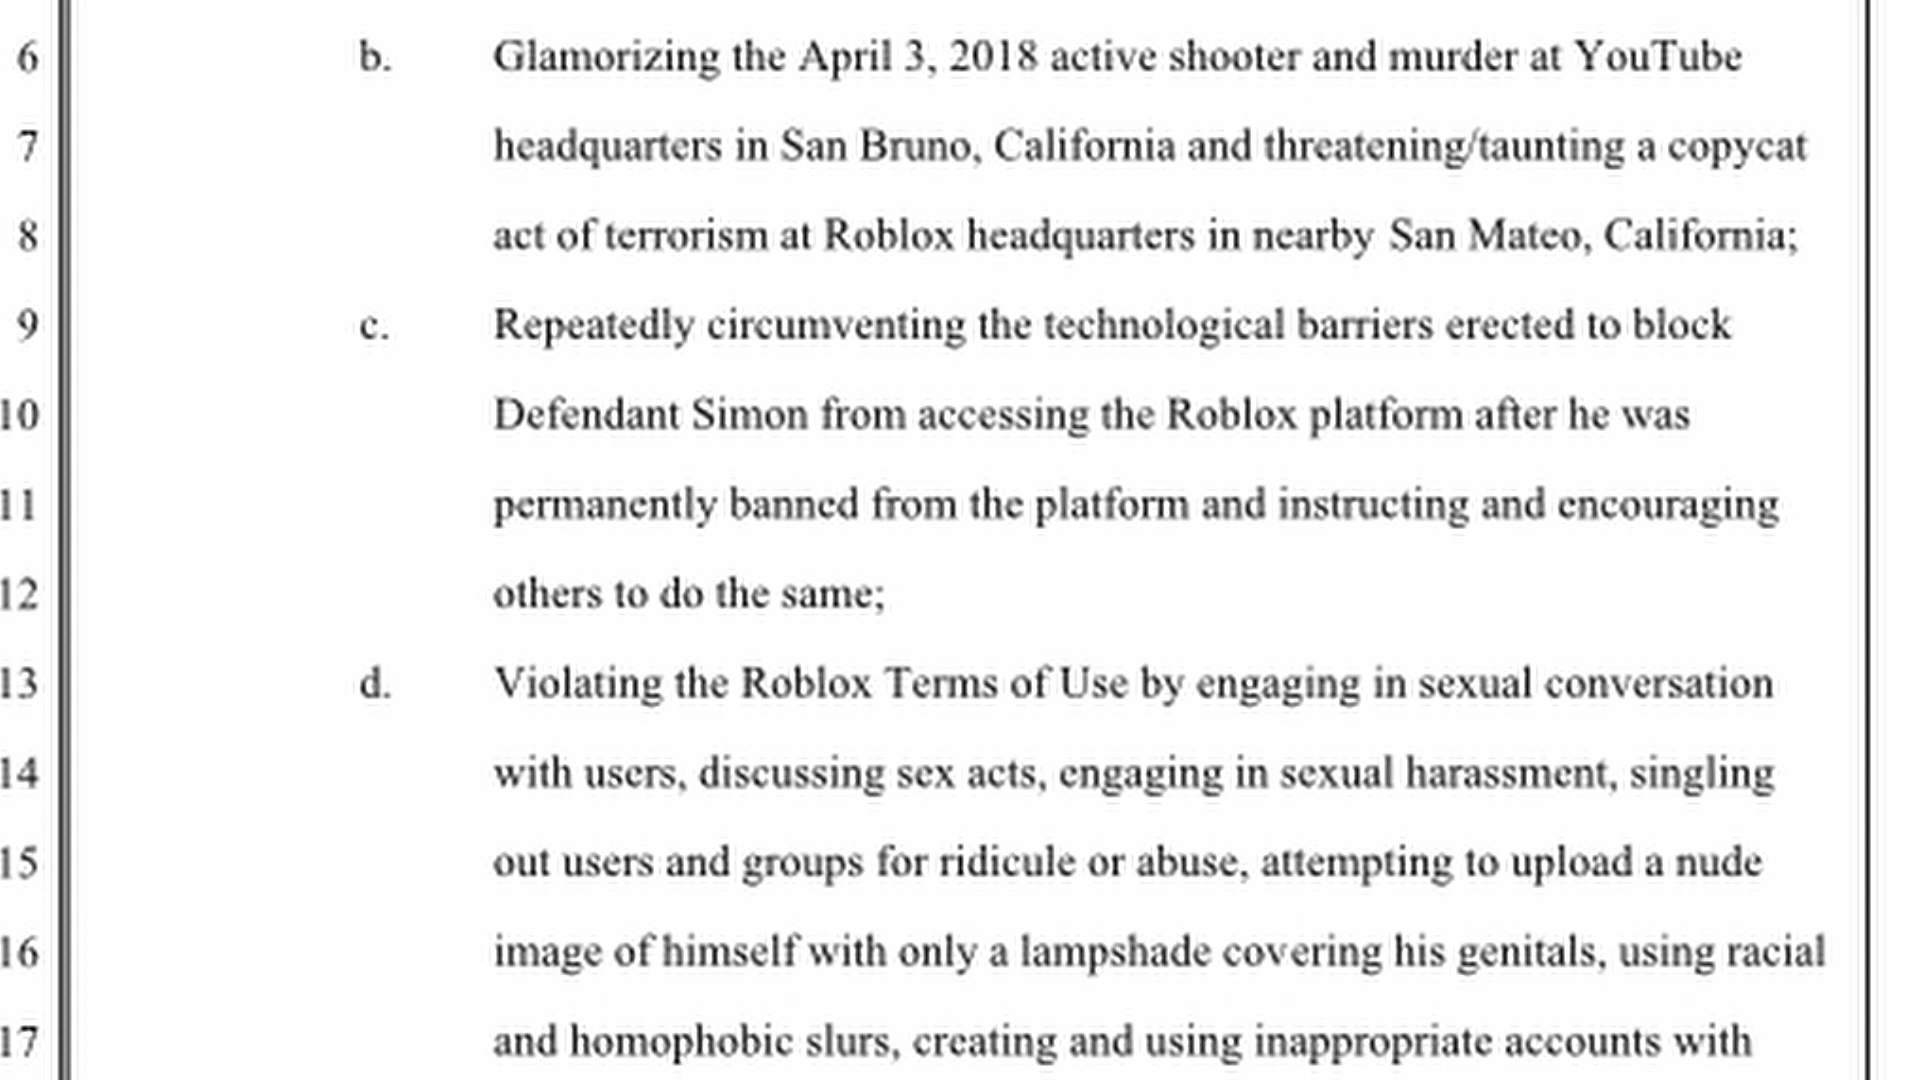 6 b. Glamorizing the April 3, 2018 active shooter and murder at YouTube
7 headquarters in San Bruno, California and threatening/taunting a copycat
8 act of terrorism at Roblox headquarters in nearby San Mateo, California;
9 c. Repeatedly circumventing the technological barriers erected to block
10 Defendant Simon from accessing the Roblox platform after he was
11 permanently banned from the platform and instructing and encouraging
12 others to do the same;
13 d. Violating the Roblox Terms of Use by engaging in sexual conversation
14 with users, discussing sex acts, engaging in sexual harassment, singling
15 out users and groups for ridicule or abuse, attempting to upload a nude
16 image of himself with only a lampshade covering his genitals, using racial
17 and homophobic slurs, creating and using inappropriate accounts with